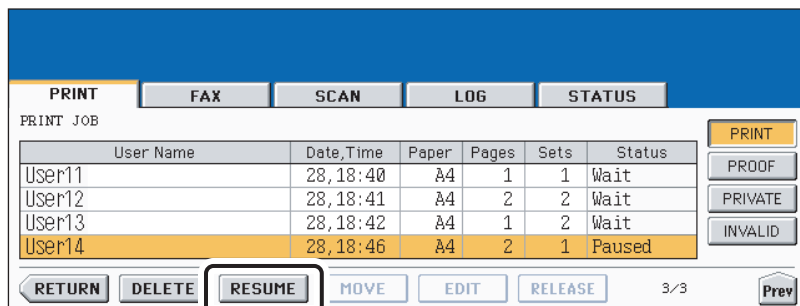 PRINT FAX SCAN LOG STATUS
PRINT JOB
PRINT
User Name Date,Time Paper Pages Sets Status
PROOF
User11 28,18:40 A4 1 1 Wait
User12 28,18:41 A4 2 2 Wait
PRIVATE
User13 28,18:42 A4 1 2 Wait
INVALID
User14 28,18:46 A4 2 1 Paused
RETURN DELETE RESUME MOVE EDIT RELEASE 3/3 Prev